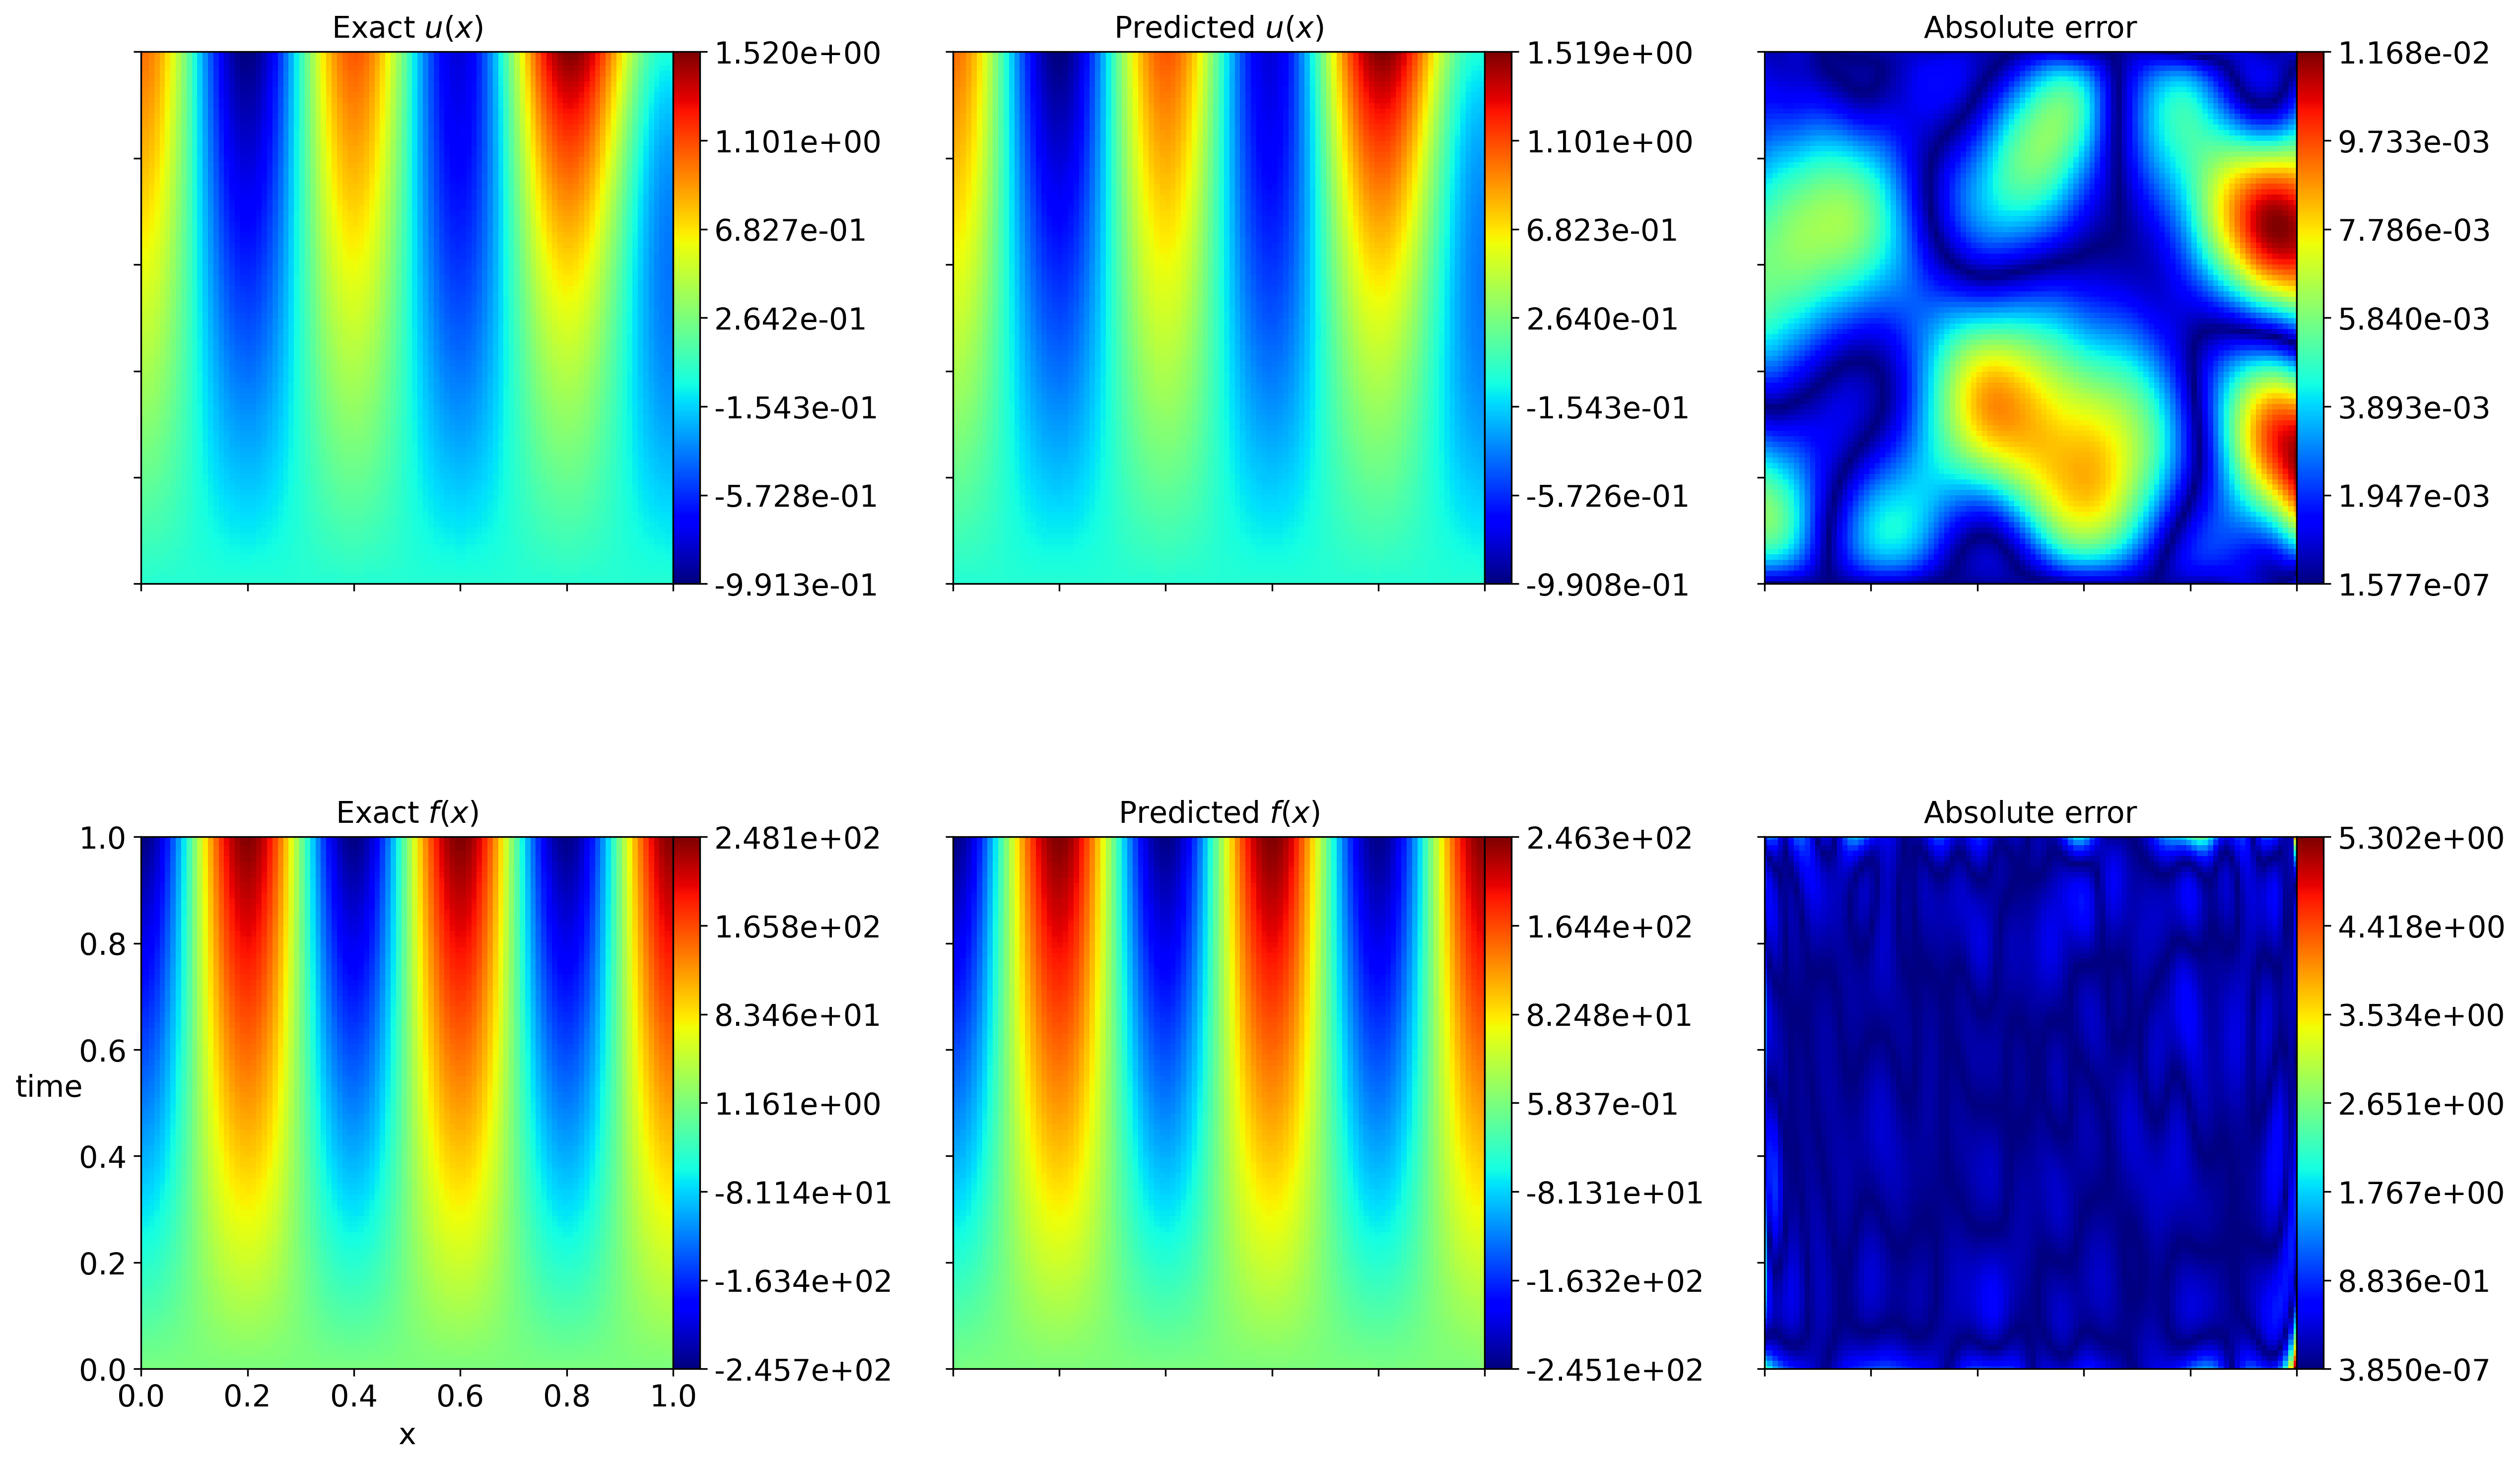 Exact u(x)
1.520e+00
1.101e+00
6.827e-01
2.642e-01
-1.543e-01
-5.728e-01
-9.913e-01
Predicted u(x)
1.519e+00
1.101e+00
6.823e-01
2.640e-01
-1.543e-01
-5.726e-01
-9.908e-01
Absolute error
1.168e-02
9.733e-03
7.786e-03
5.840e-03
3.893e-03
1.947e-03
1.577e-07
Exact f(x)
time
1.0
0.8
0.6
0.4
0.2
0.0
0.0 0.2 0.4 0.6 0.8 1.0
x
2.481e+02
1.658e+02
8.346e+01
1.161e+00
-8.114e+01
-1.634e+02
-2.457e+02
Predicted f(x)
2.463e+02
1.644e+02
8.248e+01
5.837e-01
-8.131e+01
-1.632e+02
-2.451e+02
Absolute error
5.302e+00
4.418e+00
3.534e+00
2.651e+00
1.767e+00
8.836e-01
3.850e-07